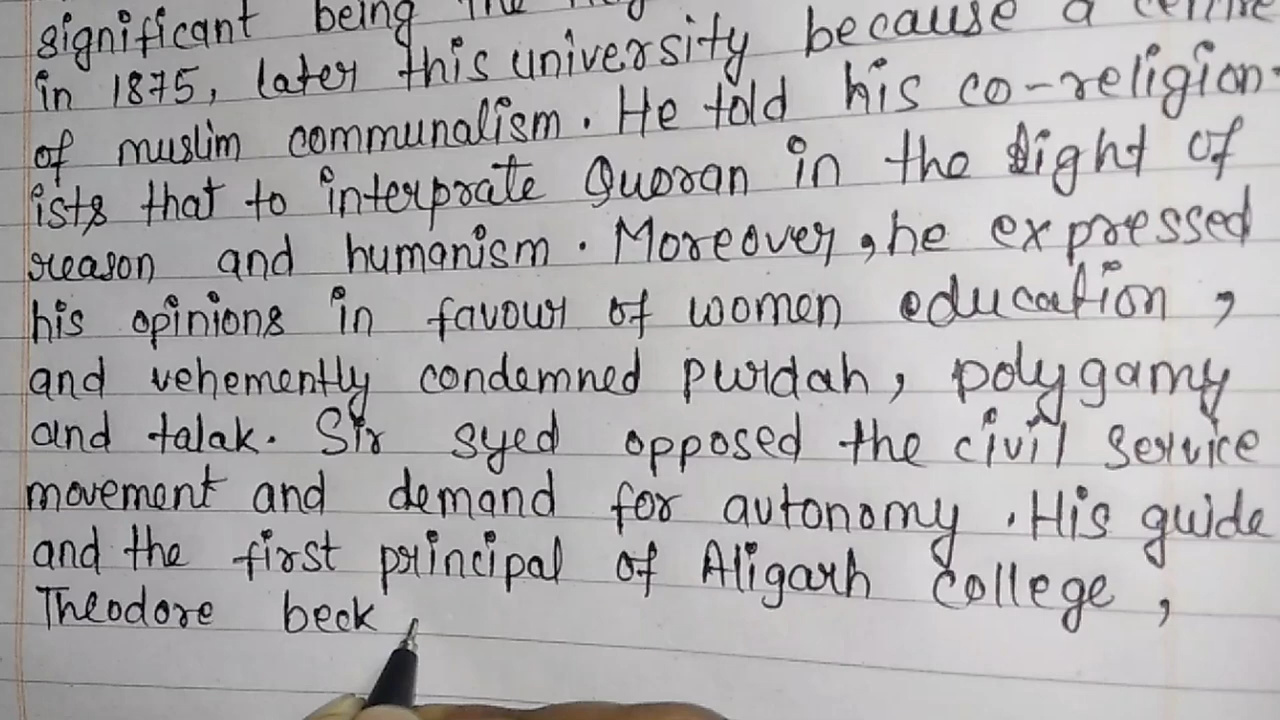 significant being the
in 1875, later this university because a centre
of muslim communalism. He told his co-religion-
ists that to interprate Quoran in the light of
reason and humanism. Moreover, he expressed
his opinions in favour of women education,
and vehemently condemned purdah, polygamy
and talak. Sir syed opposed the civil Service
movement and demand for autonomy. His guide
and the first principal of Aligarh College,
Theodore beck